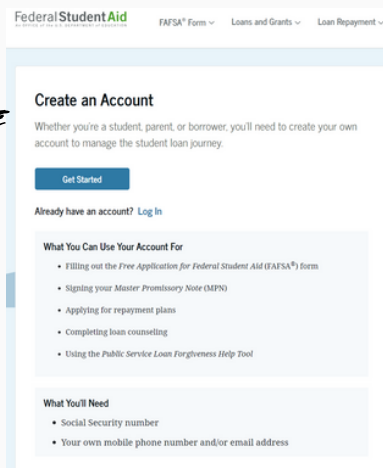 Federal Student Aid
AN OFFICE OF THE U.S. DEPARTMENT OF EDUCATION
FAFSA® Form
Loans and Grants
Loan Repayment
Create an Account
Whether you're a student, parent, or borrower, you'll need to create your own
account to manage the student loan journey.
Get Started
Already have an account? Log In
What You Can Use Your Account For
• Filling out the Free Application for Federal Student Aid (FAFSA®) form
• Signing your Master Promissory Note (MPN)
• Applying for repayment plans
• Completing loan counseling
• Using the Public Service Loan Forgiveness Help Tool
What You'll Need
• Social Security number
• Your own mobile phone number and/or email address